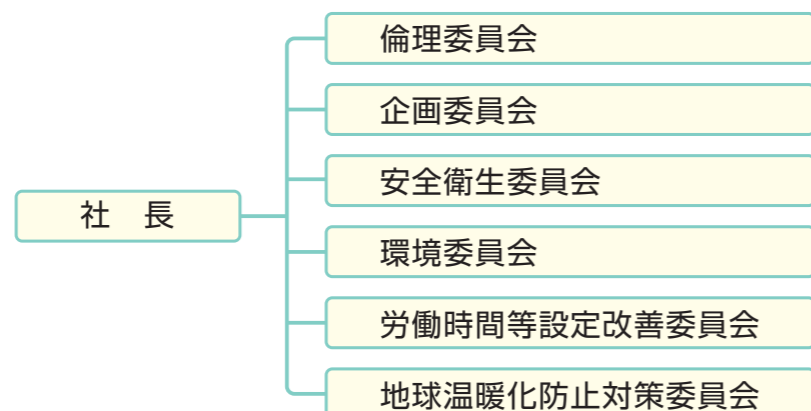 倫理委員会
企画委員会
安全衛生委員会
社　長
環境委員会
労働時間等設定改善委員会
地球温暖化防止対策委員会